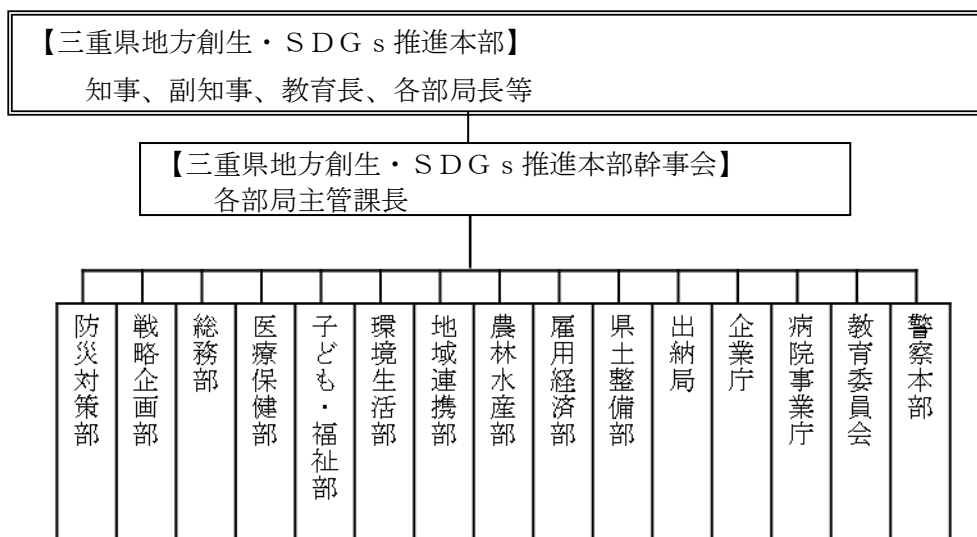 【三重県地方創生・ＳＤＧｓ推進本部】
知事、副知事、教育長、各部局長等
【三重県地方創生・ＳＤＧｓ推進本部幹事会】
各部局主管課長
防災対策部
戦略企画部
総務部
医療保健部
子ども・福祉部
環境生活部
地域連携部
農林水産部
雇用経済部
県土整備部
出納局
企業庁
病院事業庁
教育委員会
警察本部